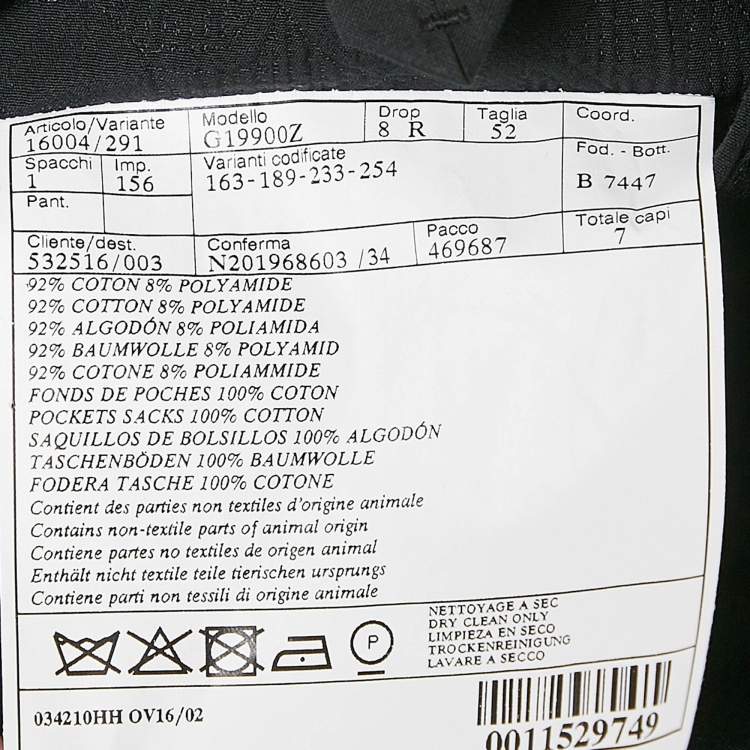 Articolo/Variante Modello Drop Taglia Coord.
16004/291 G19900Z 8 R 52
Spacchi Imp. Varianti codificate Fod. - Bott.
1 156 163-189-233-254 B 7447
Pant.
Cliente/dest. Conferma Pacco Totale capi
532516/003 N201968603 /34 469687 7
92% COTON 8% POLYAMIDE
92% COTTON 8% POLYAMIDE
92% ALGODÓN 8% POLIAMIDA
92% BAUMWOLLE 8% POLYAMID
92% COTONE 8% POLIAMMIDE
FONDS DE POCHES 100% COTON
POCKETS SACKS 100% COTTON
SAQUILLOS DE BOLSILLOS 100% ALGODÓN
TASCHENBÖDEN 100% BAUMWOLLE
FODERA TASCHE 100% COTONE
Contient des parties non textiles d'origine animale
Contains non-textile parts of animal origin
Contiene partes no textiles de origen animal
Enthält nicht textile teile tierischen ursprungs
Contiene parti non tessili di origine animale
P
NETTOYAGE A SEC
DRY CLEAN ONLY
LIMPIEZA EN SECO
TROCKENREINIGUNG
LAVARE A SECCO
034210HH OV16/02
0011529749